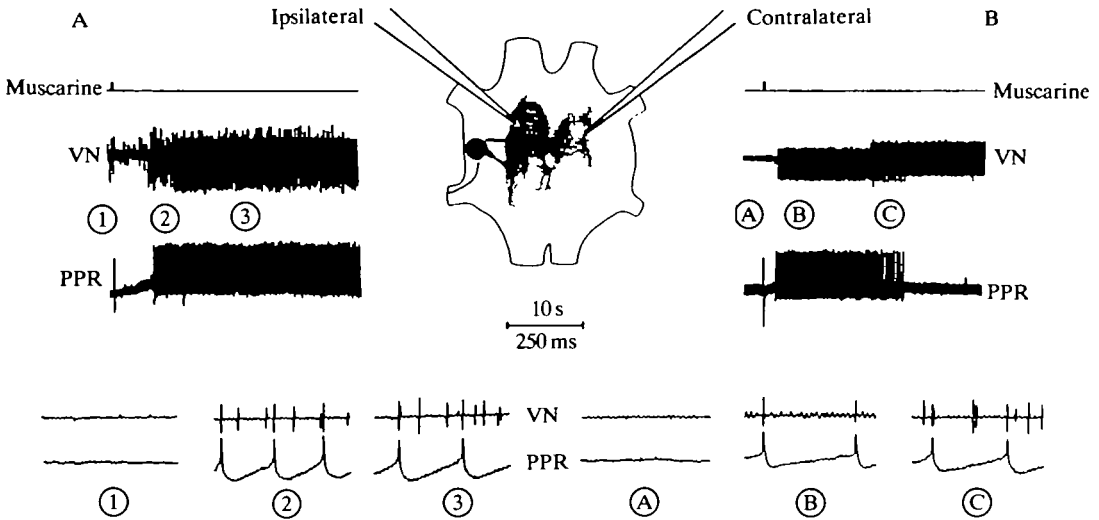 A Ipsilateral Contralateral B
Muscarine Muscarine
VN VN
1 2 3 A B C
PPR PPR
10 s
250 ms
VN
PPR
1 2 3 A B C